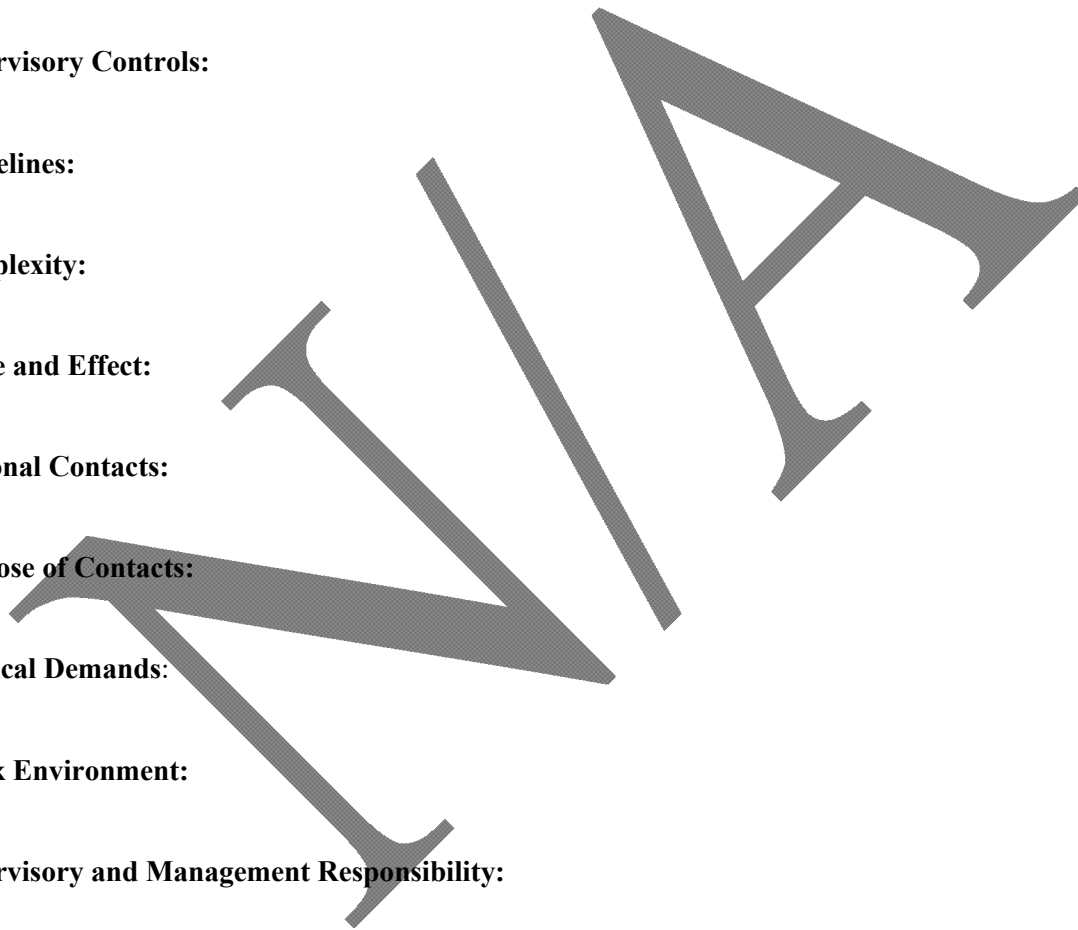 rvisory Controls:
elines:
plexity:
e and Effect:
onal Contacts:
ose of Contacts:
ical Demands:
k Environment:
rvisory and Management Responsibility:
N/A